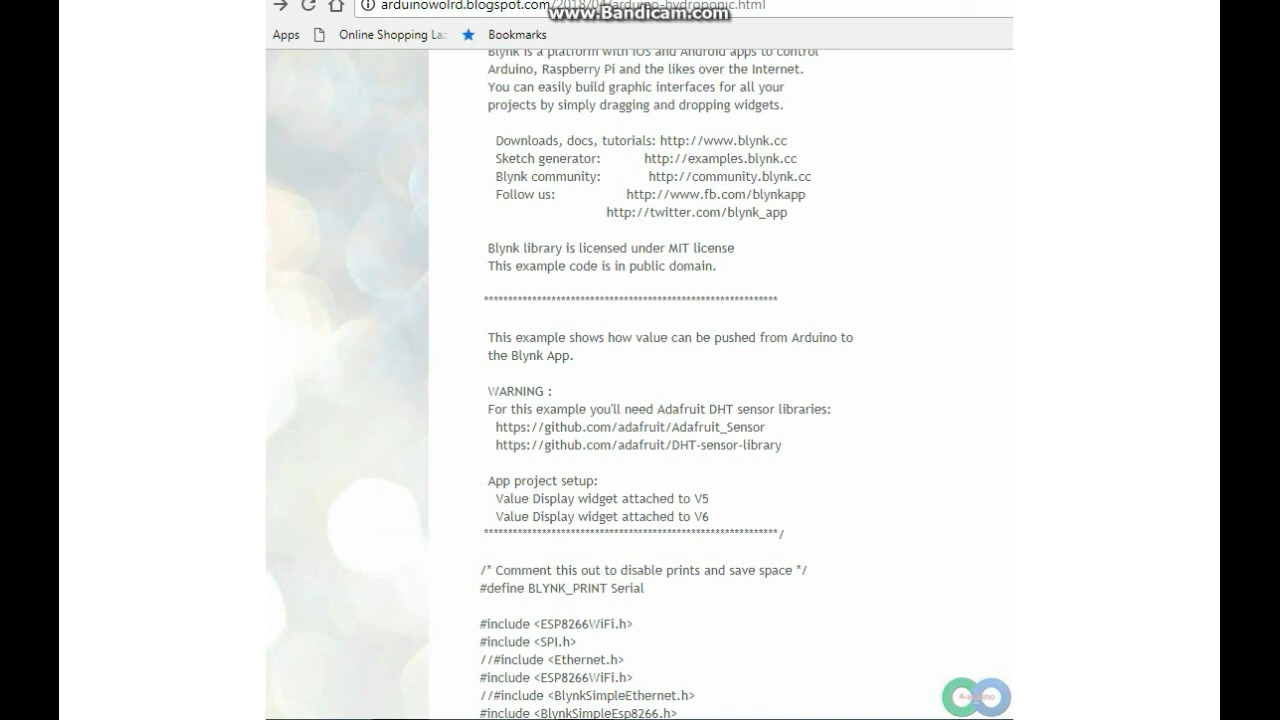 arduinowolrd.blogspot.com/2018/04/arduino-hydroponic.html
www.Bandicam.com
Apps Online Shopping La: Bookmarks
Blynk is a platform with iOS and Android apps to control
Arduino, Raspberry Pi and the likes over the Internet.
You can easily build graphic interfaces for all your
projects by simply dragging and dropping widgets.
Downloads, docs, tutorials: http://www.blynk.cc
Sketch generator: http://examples.blynk.cc
Blynk community: http://community.blynk.cc
Follow us: http://www.fb.com/blynkapp
http://twitter.com/blynk_app
Blynk library is licensed under MIT license
This example code is in public domain.
**************************************************************
This example shows how value can be pushed from Arduino to
the Blynk App.
WARNING :
For this example you'll need Adafruit DHT sensor libraries:
https://github.com/adafruit/Adafruit_Sensor
https://github.com/adafruit/DHT-sensor-library
App project setup:
Value Display widget attached to V5
Value Display widget attached to V6
**************************************************************/
/* Comment this out to disable prints and save space */
#define BLYNK_PRINT Serial
#include <ESP8266WiFi.h>
#include <SPI.h>
//#include <Ethernet.h>
#include <ESP8266WiFi.h>
//#include <BlynkSimpleEthernet.h>
#include <BlynkSimpleEsp8266.h>